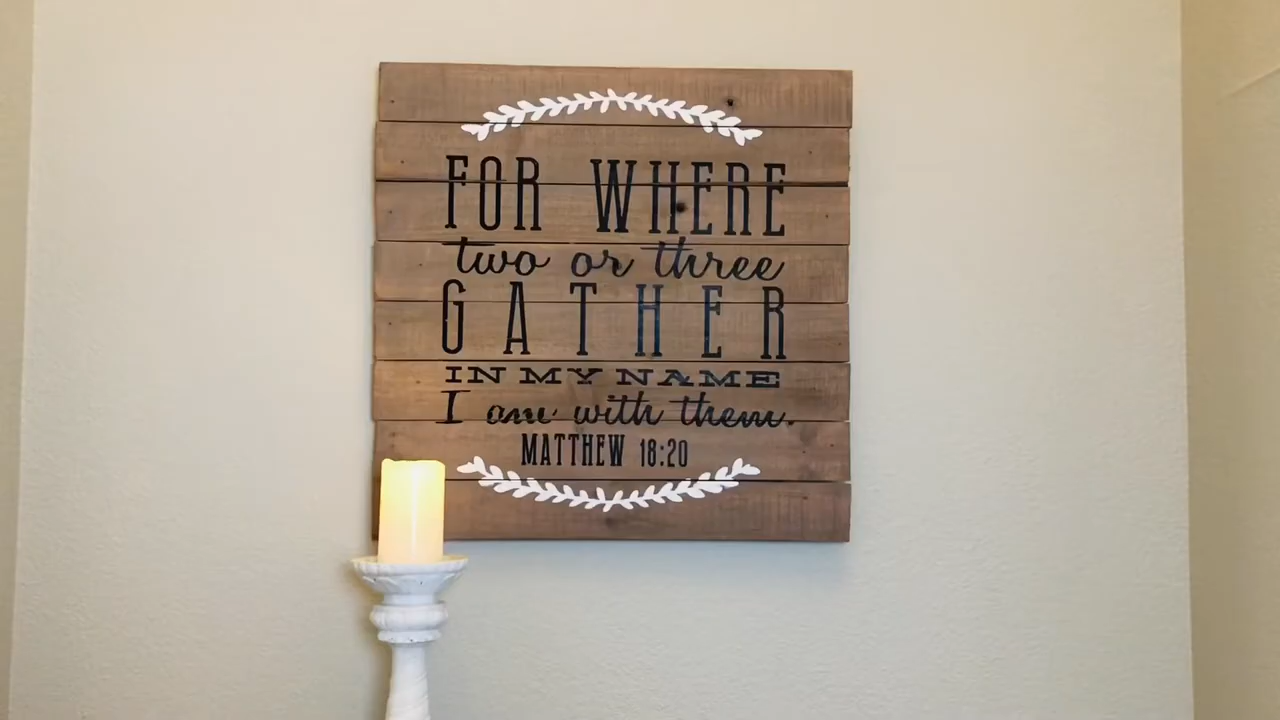 FOR WHERE
two or three
GATHER
IN MY NAME
I am with them.
MATTHEW 18:20